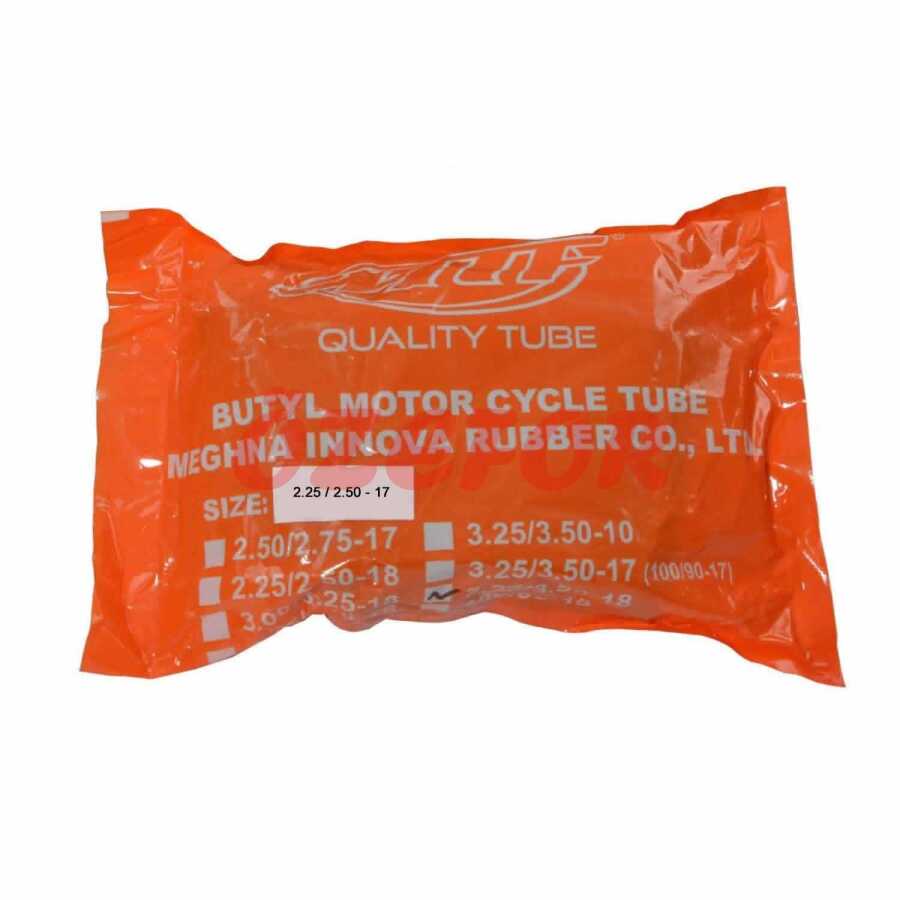 QUALITY TUBE
BUTYL MOTOR CYCLE TUBE
MEGHNA INNOVA RUBBER CO., LTD.
SIZE: 2.25 / 2.50 - 17
2.50/2.75-17
3.25/3.50-10
2.25/2.50-18
3.25/3.50-17 (100/90-17)